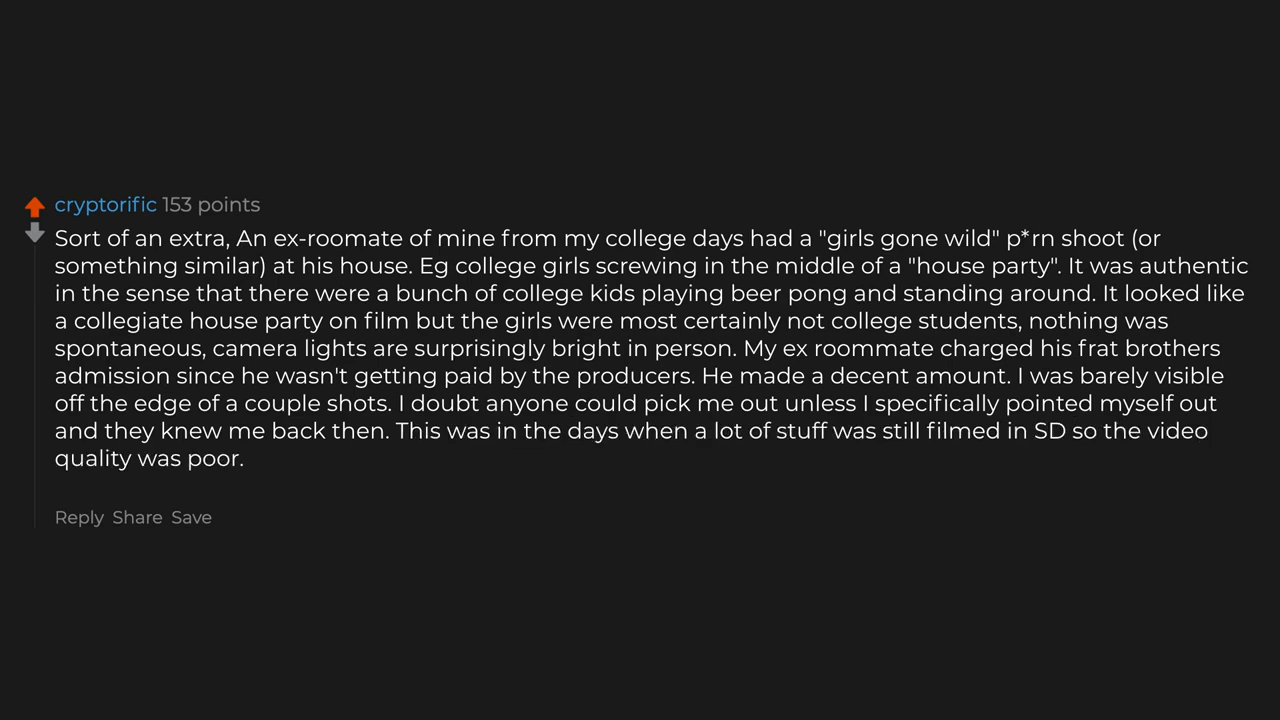 cryptorific 153 points
Sort of an extra, An ex-roomate of mine from my college days had a "girls gone wild" p*rn shoot (or
something similar) at his house. Eg college girls screwing in the middle of a "house party". It was authentic
in the sense that there were a bunch of college kids playing beer pong and standing around. It looked like
a collegiate house party on film but the girls were most certainly not college students, nothing was
spontaneous, camera lights are surprisingly bright in person. My ex roommate charged his frat brothers
admission since he wasn't getting paid by the producers. He made a decent amount. I was barely visible
off the edge of a couple shots. I doubt anyone could pick me out unless I specifically pointed myself out
and they knew me back then. This was in the days when a lot of stuff was still filmed in SD so the video
quality was poor.
Reply Share Save